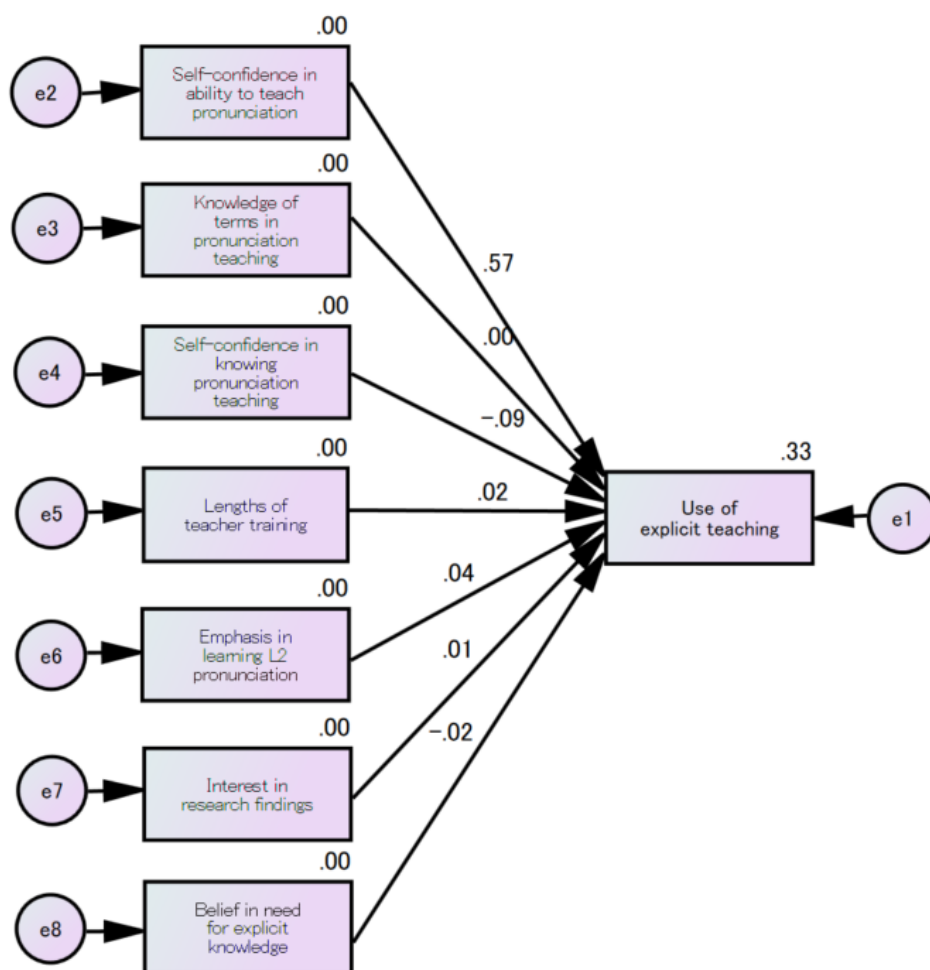 .00
e2
Self-confidence in
ability to teach
pronunciation
.00
e3
Knowledge of
terms in
pronunciation
teaching
.57
.00
.00
e4
Self-confidence in
knowing
pronunciation
teaching
-.09
.00
e5
Lengths of
teacher training
.02
.33
Use of
explicit teaching
e1
.00
e6
Emphasis in
learning L2
pronunciation
.04
.00
e7
Interest in
research findings
.01
-.02
.00
e8
Belief in need
for explicit
knowledge